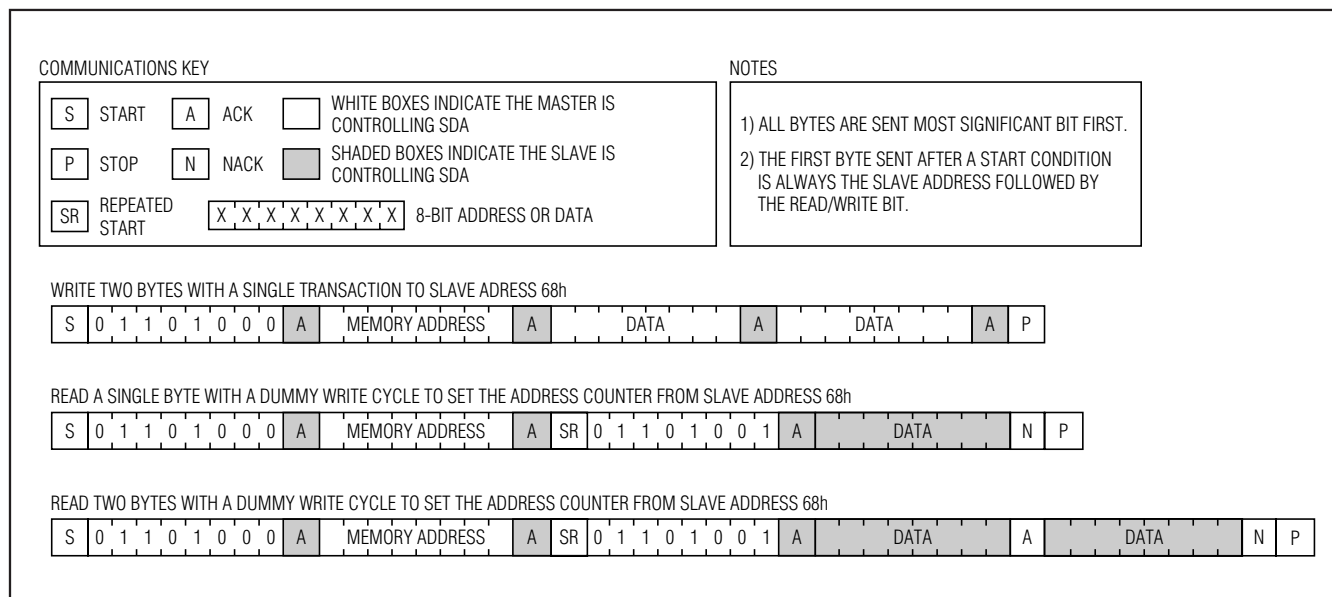 COMMUNICATIONS KEY
S START A ACK WHITE BOXES INDICATE THE MASTER IS
CONTROLLING SDA
P STOP N NACK SHADED BOXES INDICATE THE SLAVE IS
CONTROLLING SDA
SR REPEATED
START
X X X X X X X X 8-BIT ADDRESS OR DATA
NOTES
1) ALL BYTES ARE SENT MOST SIGNIFICANT BIT FIRST.
2) THE FIRST BYTE SENT AFTER A START CONDITION
IS ALWAYS THE SLAVE ADDRESS FOLLOWED BY
THE READ/WRITE BIT.
WRITE TWO BYTES WITH A SINGLE TRANSACTION TO SLAVE ADRESS 68h
S 0 1 1 0 1 0 0 0 A MEMORY ADDRESS A DATA A DATA A P
READ A SINGLE BYTE WITH A DUMMY WRITE CYCLE TO SET THE ADDRESS COUNTER FROM SLAVE ADDRESS 68h
S 0 1 1 0 1 0 0 0 A MEMORY ADDRESS A SR 0 1 1 0 1 0 0 1 A DATA N P
READ TWO BYTES WITH A DUMMY WRITE CYCLE TO SET THE ADDRESS COUNTER FROM SLAVE ADDRESS 68h
S 0 1 1 0 1 0 0 0 A MEMORY ADDRESS A SR 0 1 1 0 1 0 0 1 A DATA A DATA N P